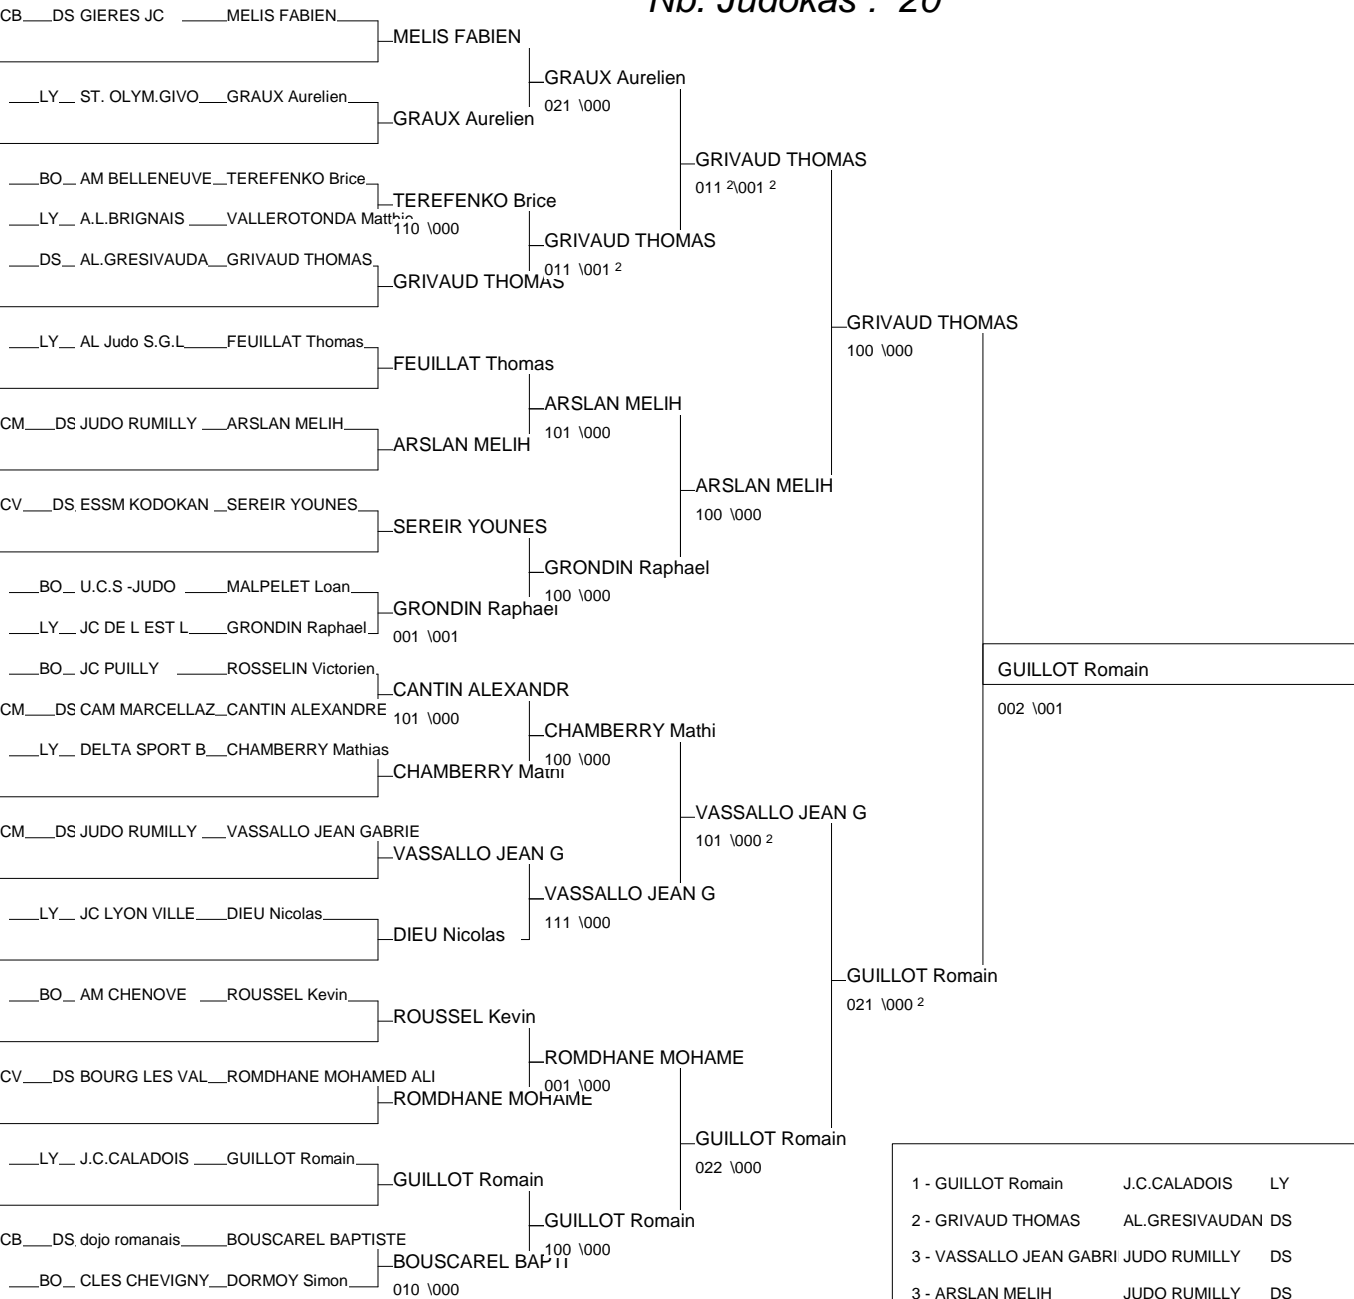 Nb. Judokas : 20
CB DS GIERES JC MELIS FABIEN
MELIS FABIEN
GRAUX Aurelien
021 \000
LY ST. OLYM.GIVO GRAUX Aurelien
GRAUX Aurelien
GRIVAUD THOMAS
011 2\001 2
BO AM BELLENEUVE TEREFENKO Brice
TEREFENKO Brice
110 \000
LY A.L.BRIGNAIS VALLEROTONDA Matthie
GRIVAUD THOMAS
011 \001 2
DS AL.GRESIVAUDA GRIVAUD THOMAS
GRIVAUD THOMAS
GRIVAUD THOMAS
100 \000
LY AL Judo S.G.L FEUILLAT Thomas
FEUILLAT Thomas
ARSLAN MELIH
101 \000
CM DS JUDO RUMILLY ARSLAN MELIH
ARSLAN MELIH
ARSLAN MELIH
100 \000
CV DS ESSM KODOKAN SEREIR YOUNES
SEREIR YOUNES
GRONDIN Raphael
100 \000
BO U.C.S -JUDO MALPELET Loan
GRONDIN Raphael
001 \001
LY JC DE L EST L GRONDIN Raphael
BO JC PUILLY ROSSELIN Victorien
GUILLOT Romain
002 \001
CANTIN ALEXANDR
101 \000
CM DS CAM MARCELLAZ CANTIN ALEXANDRE
CHAMBERRY Mathi
100 \000
LY DELTA SPORT B CHAMBERRY Mathias
CHAMBERRY Mathi
VASSALLO JEAN G
101 \000 2
CM DS JUDO RUMILLY VASSALLO JEAN GABRIE
VASSALLO JEAN G
VASSALLO JEAN G
111 \000
LY JC LYON VILLE DIEU Nicolas
DIEU Nicolas
GUILLOT Romain
021 \000 2
BO AM CHENOVE ROUSSEL Kevin
ROUSSEL Kevin
ROMDHANE MOHAME
001 \000
CV DS BOURG LES VAL ROMDHANE MOHAMED ALI
ROMDHANE MOHAME
GUILLOT Romain
022 \000
LY J.C.CALADOIS GUILLOT Romain
GUILLOT Romain
GUILLOT Romain
100 \000
CB DS dojo romanais BOUSCAREL BAPTISTE
BOUSCAREL BAPTI
010 \000
BO CLES CHEVIGNY DORMOY Simon
1 - GUILLOT Romain J.C.CALADOIS LY
2 - GRIVAUD THOMAS AL.GRESIVAUDAN DS
3 - VASSALLO JEAN GABRI JUDO RUMILLY DS
3 - ARSLAN MELIH JUDO RUMILLY DS